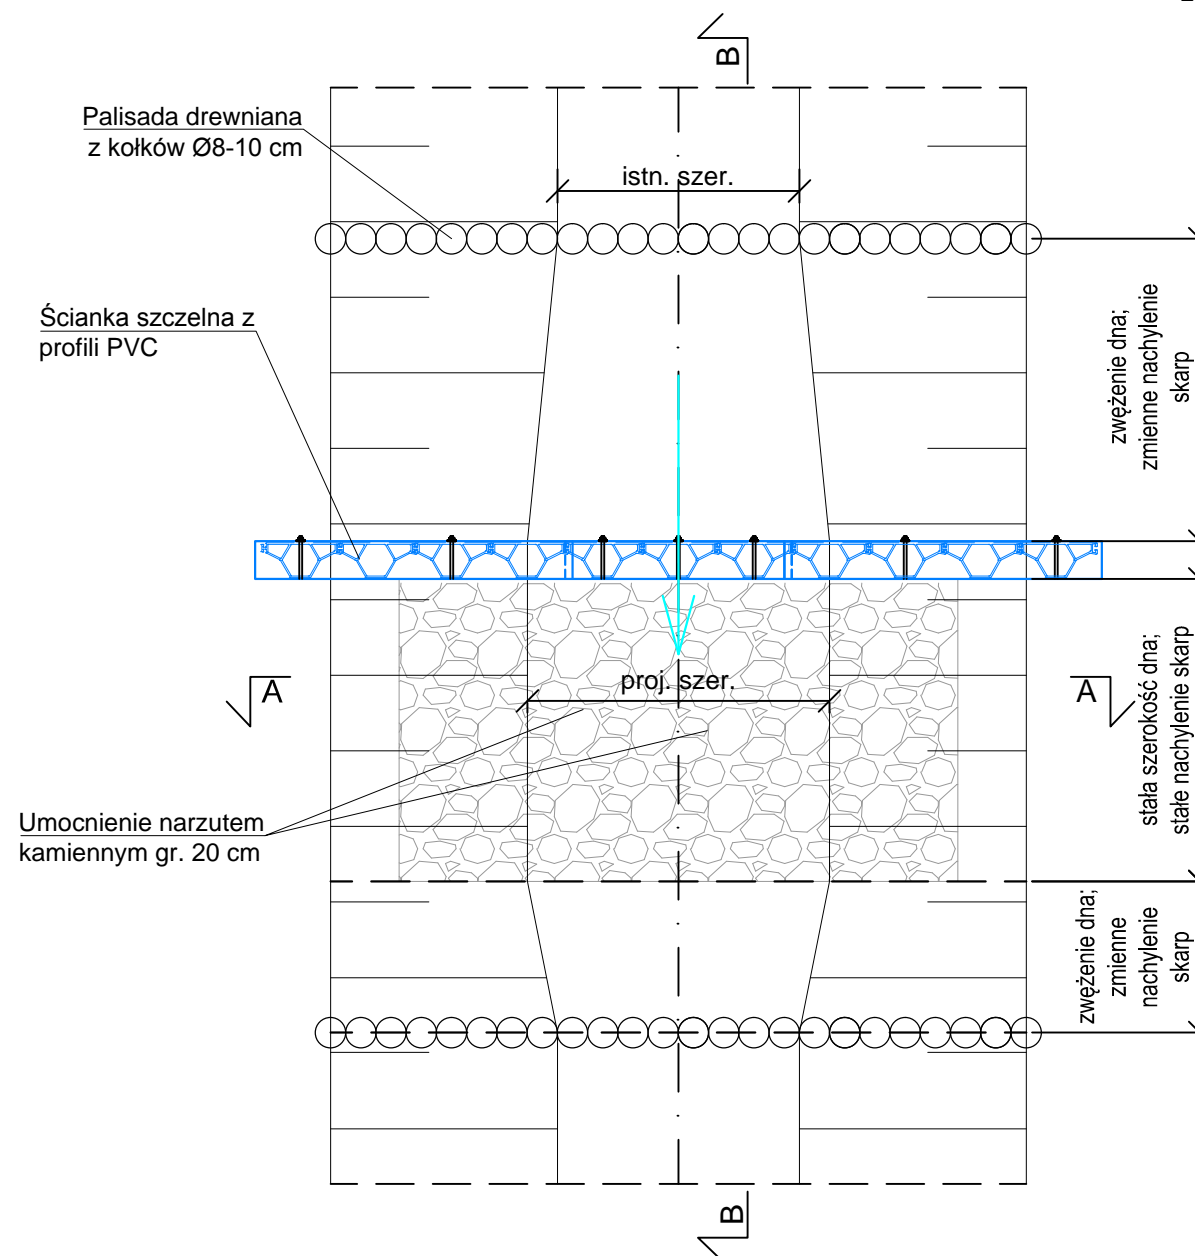 B
Palisada drewniana
z kołków Ø8-10 cm
istn. szer.
Ścianka szczelna z
profili PVC
zwężenie dna;
zmienne nachylenie
skarp
A
proj. szer.
A
stała szerokość dna;
stałe nachylenie skarp
Umocnienie narzutem
kamiennym gr. 20 cm
zwężenie dna;
zmienne
nachylenie
skarp
B